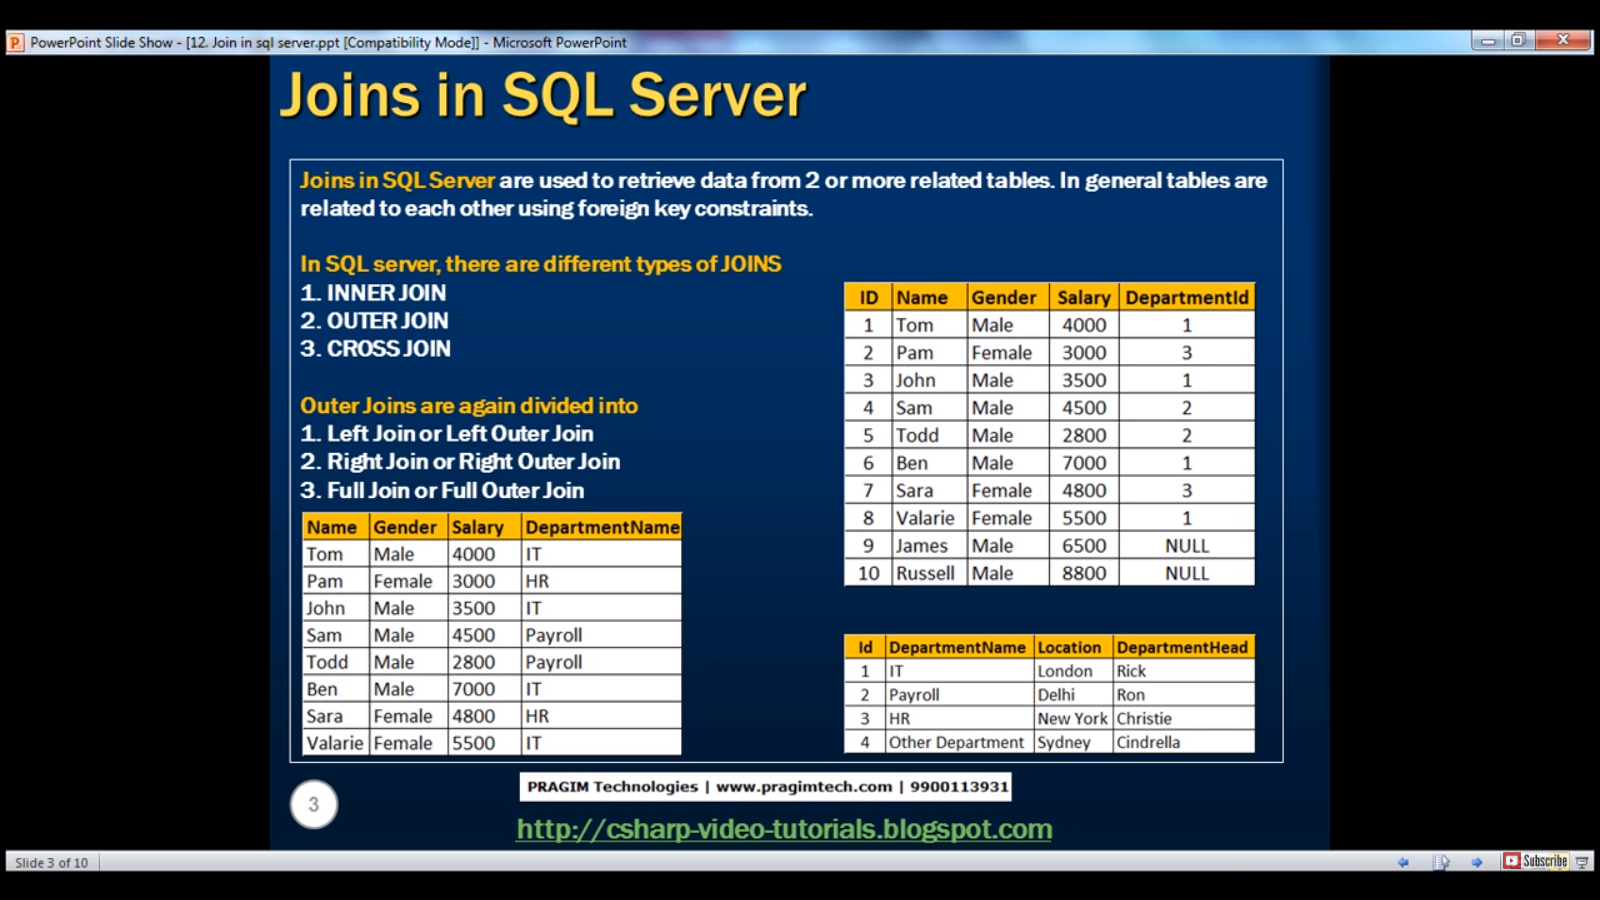 PowerPoint Slide Show - [12. Join in sql server.ppt [Compatibility Mode]] - Microsoft PowerPoint
Joins in SQL Server
Joins in SQL Server are used to retrieve data from 2 or more related tables. In general tables are
related to each other using foreign key constraints.
In SQL server, there are different types of JOINS
1. INNER JOIN
2. OUTER JOIN
3. CROSS JOIN
Outer Joins are again divided into
1. Left Join or Left Outer Join
2. Right Join or Right Outer Join
3. Full Join or Full Outer Join
Name Gender Salary DepartmentName
Tom Male 4000 IT
Pam Female 3000 HR
John Male 3500 IT
Sam Male 4500 Payroll
Todd Male 2800 Payroll
Ben Male 7000 IT
Sara Female 4800 HR
Valarie Female 5500 IT
ID Name Gender Salary DepartmentId
1 Tom Male 4000 1
2 Pam Female 3000 3
3 John Male 3500 1
4 Sam Male 4500 2
5 Todd Male 2800 2
6 Ben Male 7000 1
7 Sara Female 4800 3
8 Valarie Female 5500 1
9 James Male 6500 NULL
10 Russell Male 8800 NULL
Id DepartmentName Location DepartmentHead
1 IT London Rick
2 Payroll Delhi Ron
3 HR New York Christie
4 Other Department Sydney Cindrella
PRAGIM Technologies | www.pragimtech.com | 9900113931
3
http://csharp-video-tutorials.blogspot.com
Slide 3 of 10
Subscribe